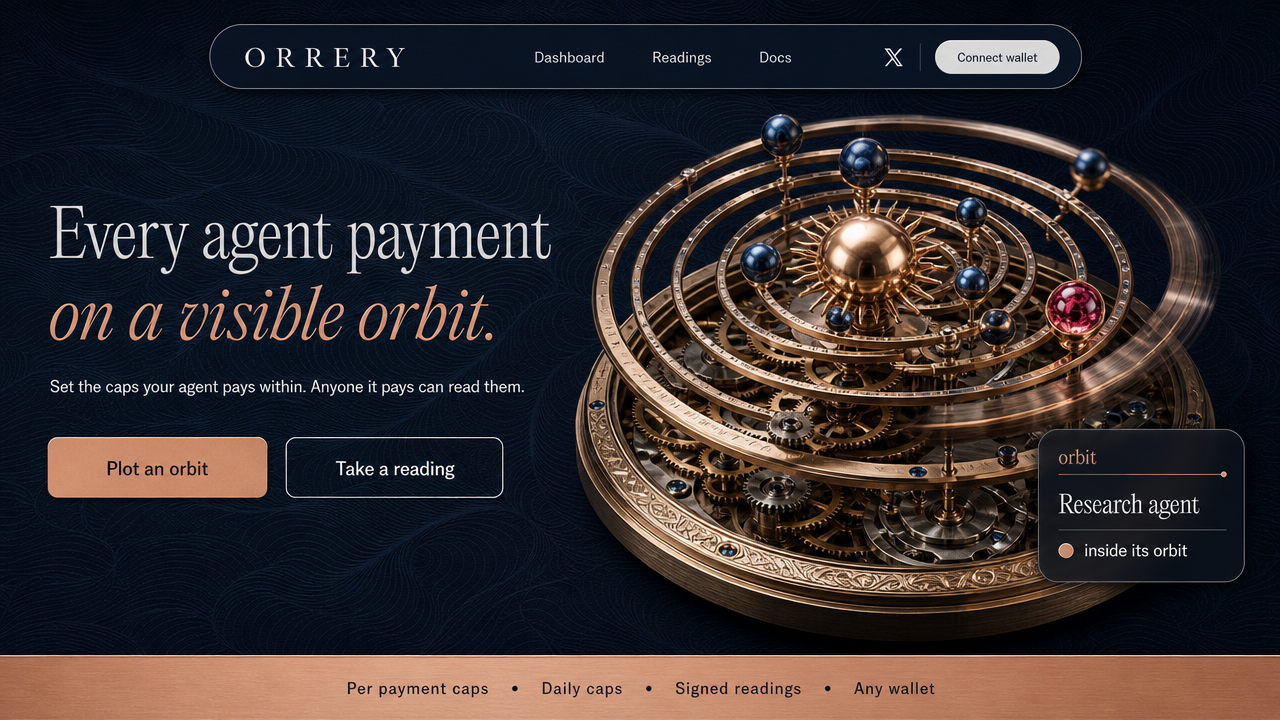 ORRERY
Dashboard
Readings
Docs
X
Connect wallet
Every agent payment
on a visible orbit.
Set the caps your agent pays within. Anyone it pays can read them.
Plot an orbit
Take a reading
orbit
Research agent
inside its orbit
Per payment caps • Daily caps • Signed readings • Any wallet